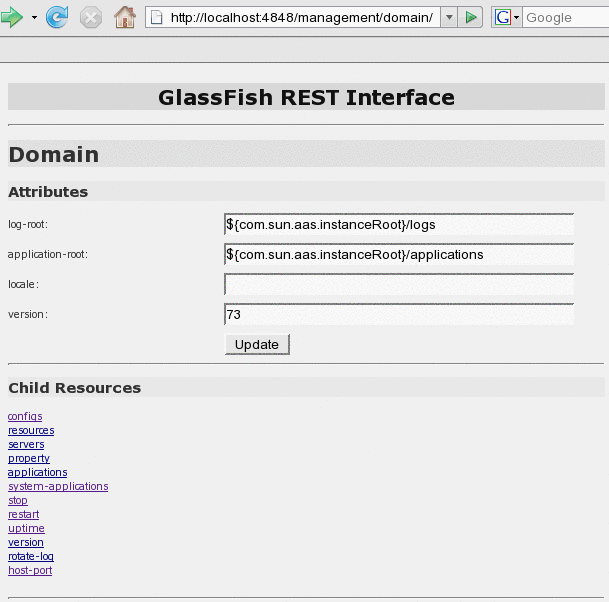 http://localhost:4848/management/domain/
G Google
GlassFish REST Interface
Domain
Attributes
log-root: ${com.sun.aas.instanceRoot}/logs
application-root: ${com.sun.aas.instanceRoot}/applications
locale:
version: 73
Update
Child Resources
configs
resources
servers
property
applications
system-applications
stop
restart
uptime
version
rotate-log
host-port